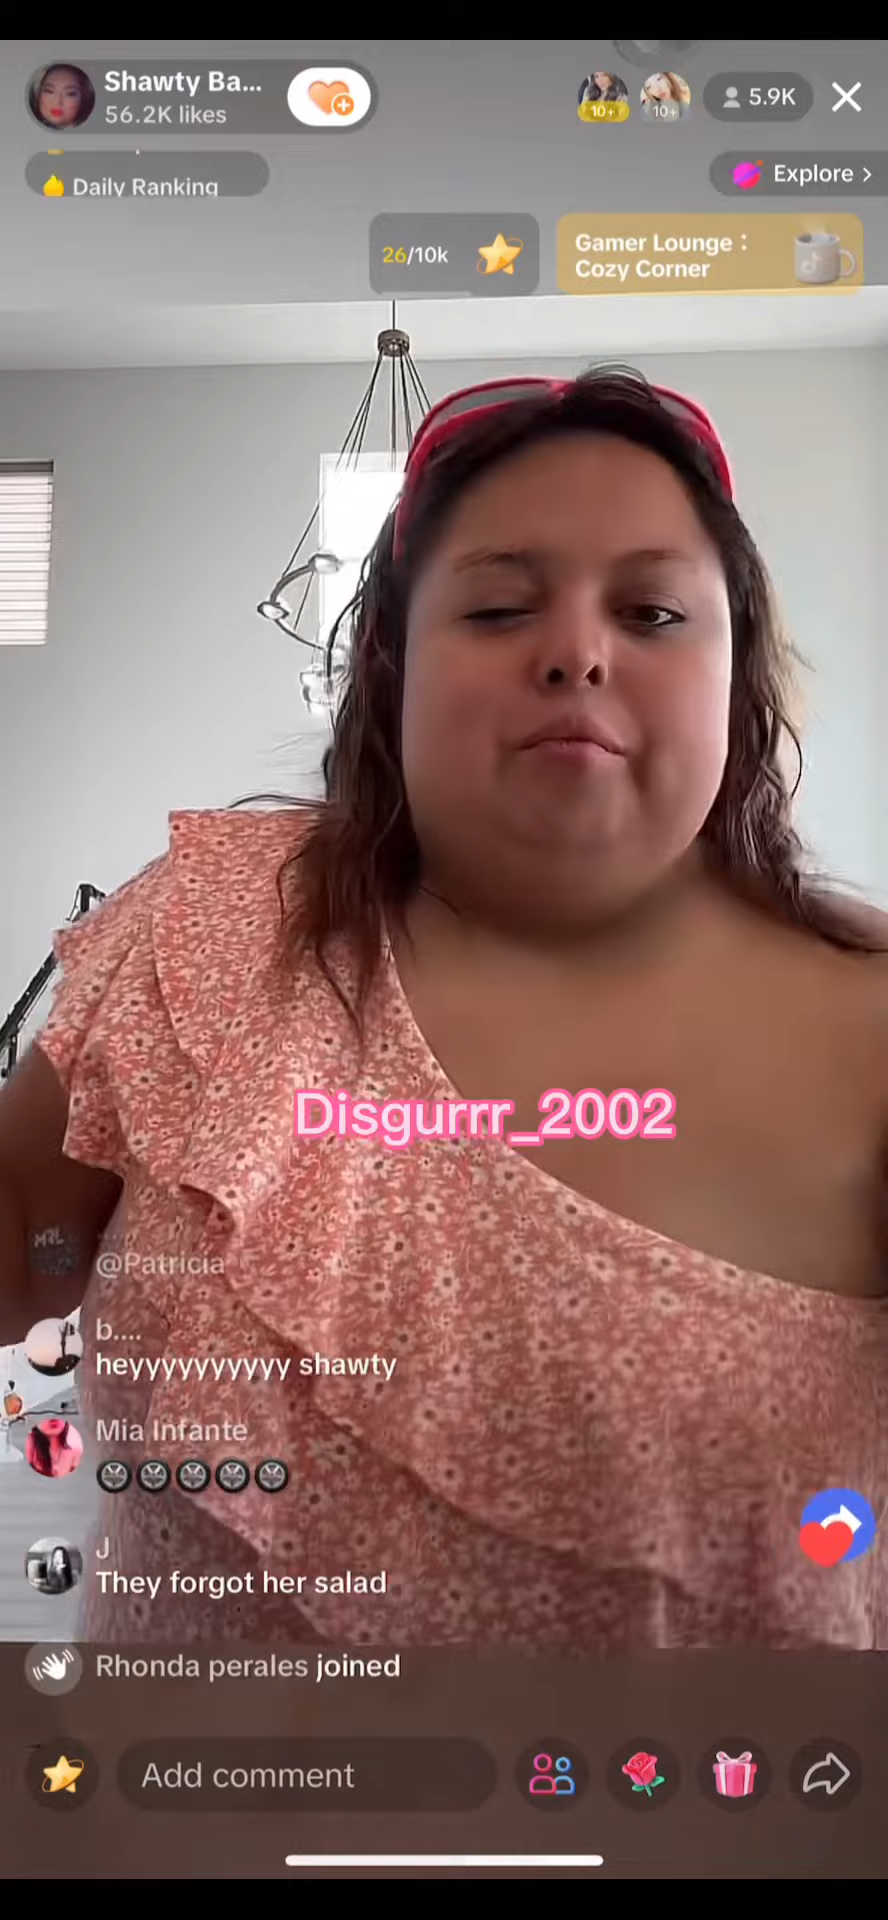 Shawty Ba...
56.2K likes
10+
10+
5.9K
Daily Ranking
Explore >
26/10k
Gamer Lounge :
Cozy Corner
Disgurrr_2002
@Patricia
b....
heyyyyyyyyyy shawty
Mia Infante
J
They forgot her salad
Rhonda perales joined
Add comment